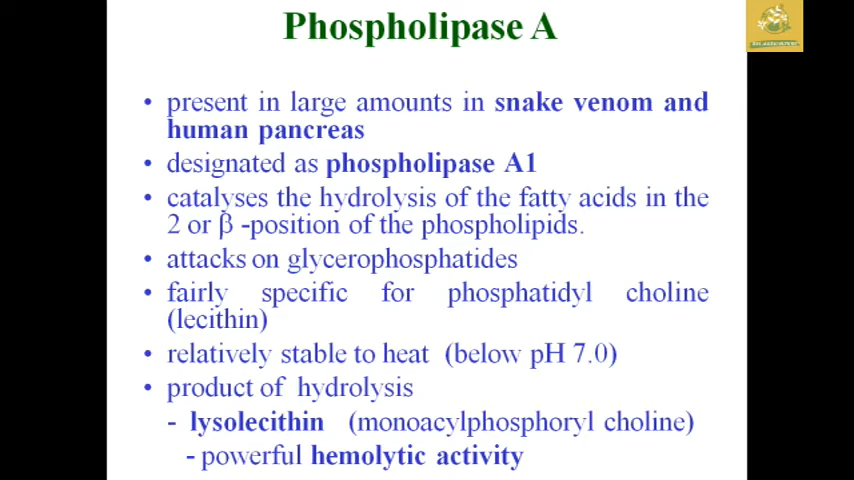 Phospholipase A
• present in large amounts in snake venom and
human pancreas
• designated as phospholipase A1
• catalyses the hydrolysis of the fatty acids in the
2 or β -position of the phospholipids.
• attacks on glycerophosphatides
• fairly specific for phosphatidyl choline
(lecithin)
• relatively stable to heat (below pH 7.0)
• product of hydrolysis
- lysolecithin (monoacylphosphoryl choline)
- powerful hemolytic activity